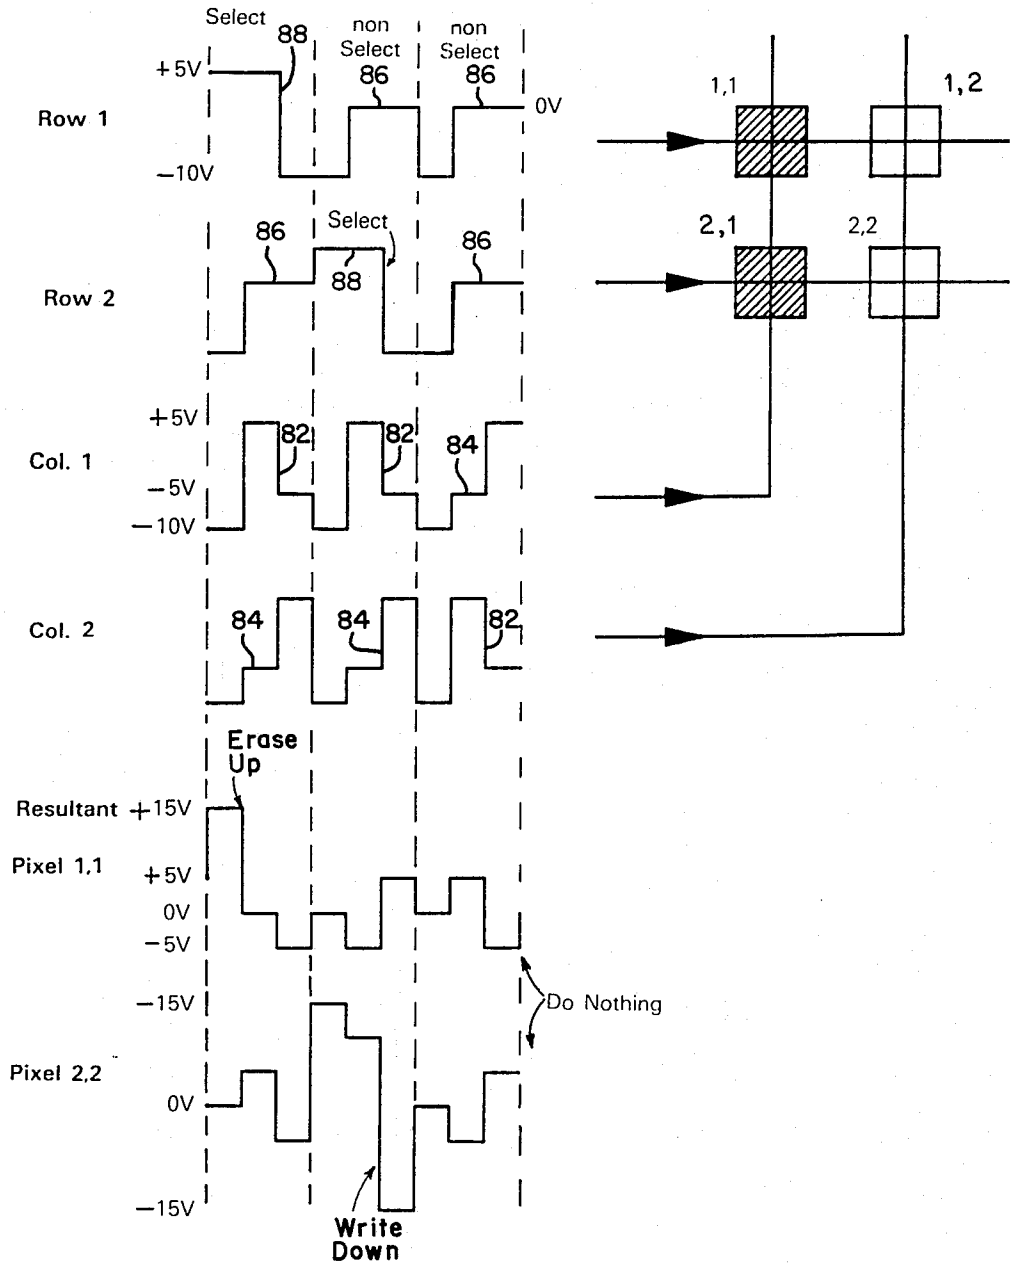 Select
88
non
Select
86
non
Select
86
+5V
0V
Row 1
−10V
1,1
1,2
2,1
2,2
Select
86
88
86
Row 2
+5V
82
82
84
Col. 1
−5V
−10V
84
84
82
Col. 2
Erase
Up
Resultant +15V
Pixel 1,1
+5V
0V
−5V
Do Nothing
−15V
Pixel 2,2
0V
−15V
Write
Down